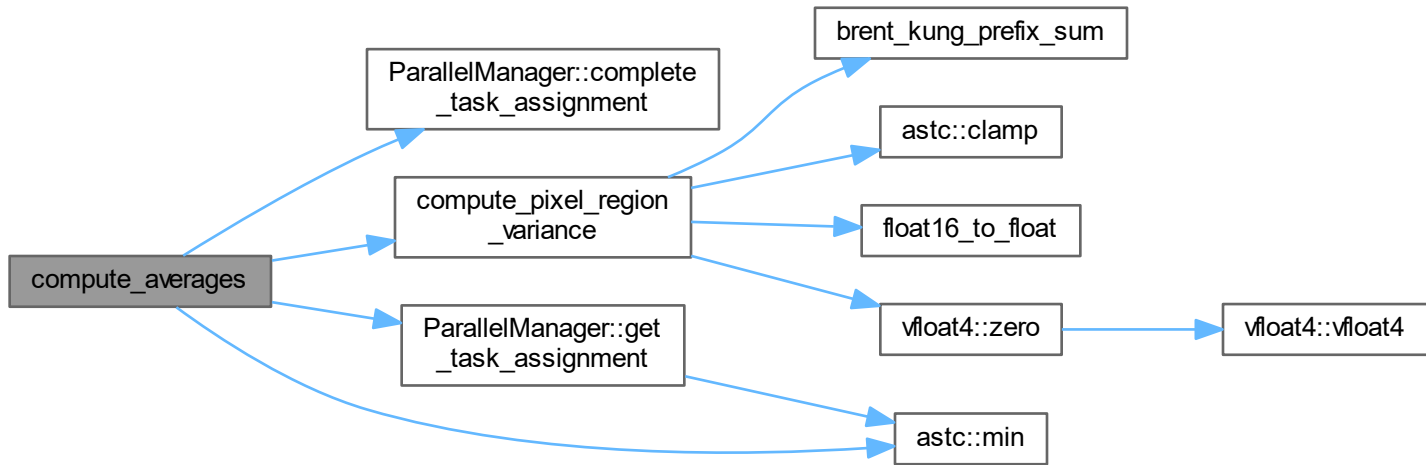 compute_averages
ParallelManager::complete
_task_assignment
compute_pixel_region
_variance
ParallelManager::get
_task_assignment
brent_kung_prefix_sum
astc::clamp
float16_to_float
vfloat4::zero
astc::min
vfloat4::vfloat4